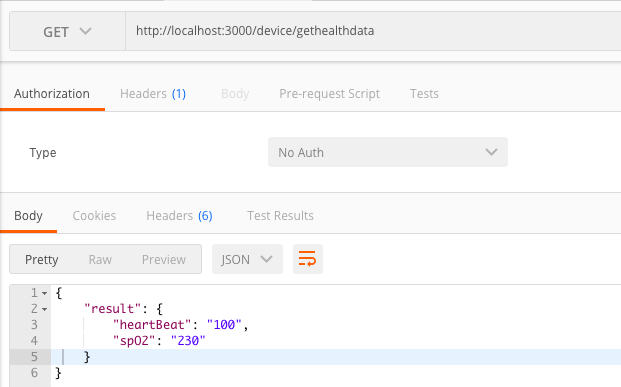 GET http://localhost:3000/device/gethealthdata
Authorization Headers (1) Body Pre-request Script Tests
Type No Auth
Body Cookies Headers (6) Test Results
Pretty Raw Preview JSON
1 {
2 "result": {
3 "heartBeat": "100",
4 "spO2": "230"
5 }
6 }